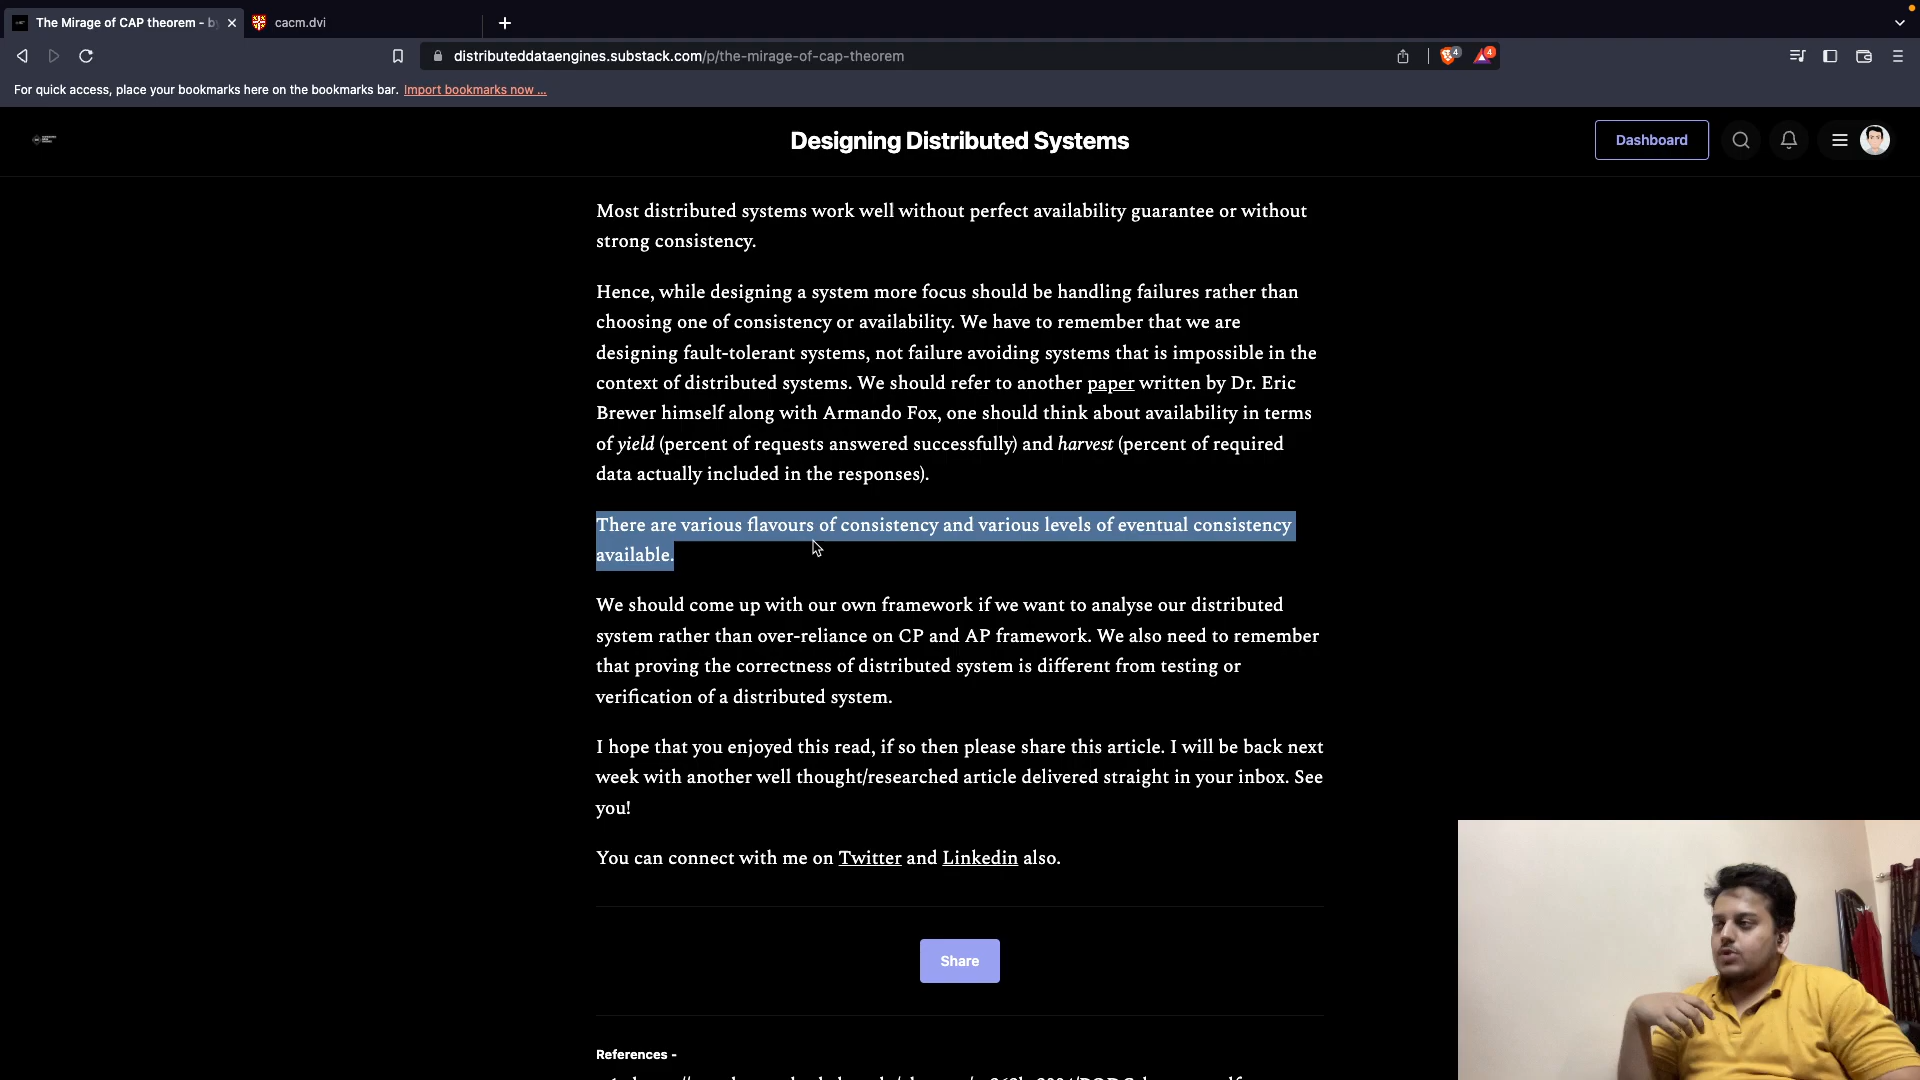 The Mirage of CAP theorem - by
cacm.dvi
distributeddataengines.substack.com/p/the-mirage-of-cap-theorem
4
4
For quick access, place your bookmarks here on the bookmarks bar. Import bookmarks now ...
Designing Distributed Systems
Dashboard
Most distributed systems work well without perfect availability guarantee or without
strong consistency.
Hence, while designing a system more focus should be handling failures rather than
choosing one of consistency or availability. We have to remember that we are
designing fault-tolerant systems, not failure avoiding systems that is impossible in the
context of distributed systems. We should refer to another paper written by Dr. Eric
Brewer himself along with Armando Fox, one should think about availability in terms
of yield (percent of requests answered successfully) and harvest (percent of required
data actually included in the responses).
There are various flavours of consistency and various levels of eventual consistency
available.
We should come up with our own framework if we want to analyse our distributed
system rather than over-reliance on CP and AP framework. We also need to remember
that proving the correctness of distributed system is different from testing or
verification of a distributed system.
I hope that you enjoyed this read, if so then please share this article. I will be back next
week with another well thought/researched article delivered straight in your inbox. See
you!
You can connect with me on Twitter and Linkedin also.
Share
References -